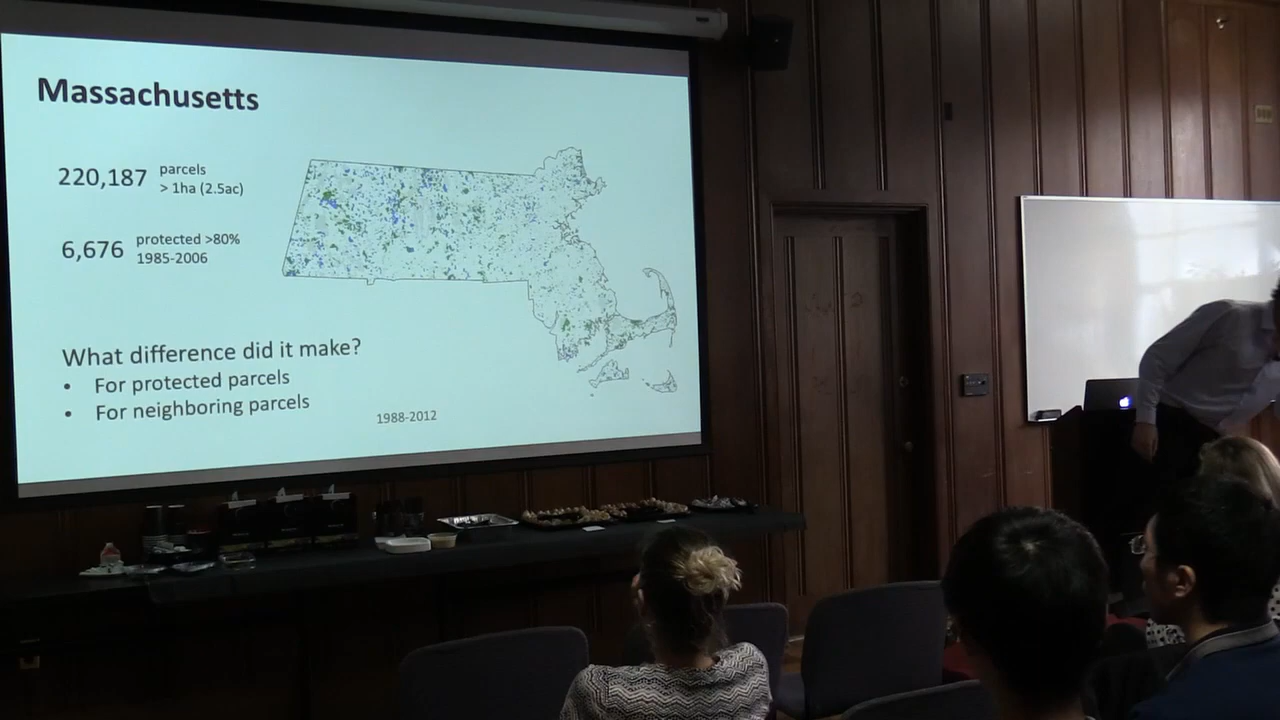 Massachusetts
220,187 parcels
> 1ha (2.5ac)
6,676 protected >80%
1985-2006
What difference did it make?
• For protected parcels
• For neighboring parcels
1988-2012